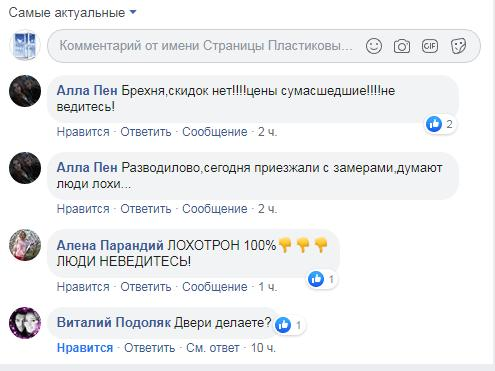 Самые актуальные
Комментарий от имени Страницы Пластиковы...
GIF
Алла Пен Брехня,скидок нет!!!!цены сумасшедшие!!!!не
ведитесь!
2
Нравится · Ответить · Сообщение · 2 ч.
Алла Пен Разводилово,сегодня приезжали с замерами,думают
люди лохи...
Нравится · Ответить · Сообщение · 2 ч.
Алена Парандий ЛОХОТРОН 100%👇👇👇
ЛЮДИ НЕВЕДИТЕСЬ!
1
Нравится · Ответить · Сообщение · 1 ч.
Виталий Подоляк Двери делаете?
1
Нравится · Ответить · См. ответ · 10 ч.